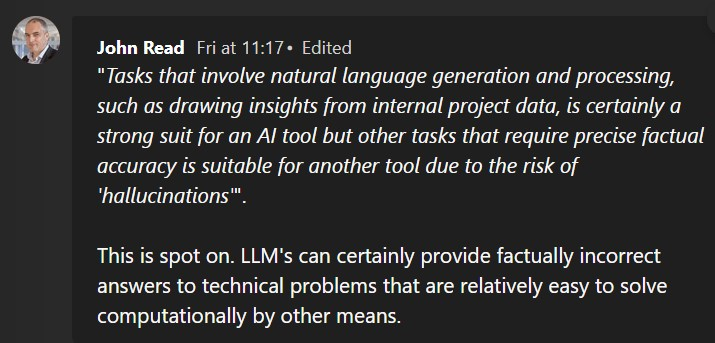 John Read Fri at 11:17 • Edited
"Tasks that involve natural language generation and processing,
such as drawing insights from internal project data, is certainly a
strong suit for an AI tool but other tasks that require precise factual
accuracy is suitable for another tool due to the risk of
'hallucinations'".
This is spot on. LLM's can certainly provide factually incorrect
answers to technical problems that are relatively easy to solve
computationally by other means.